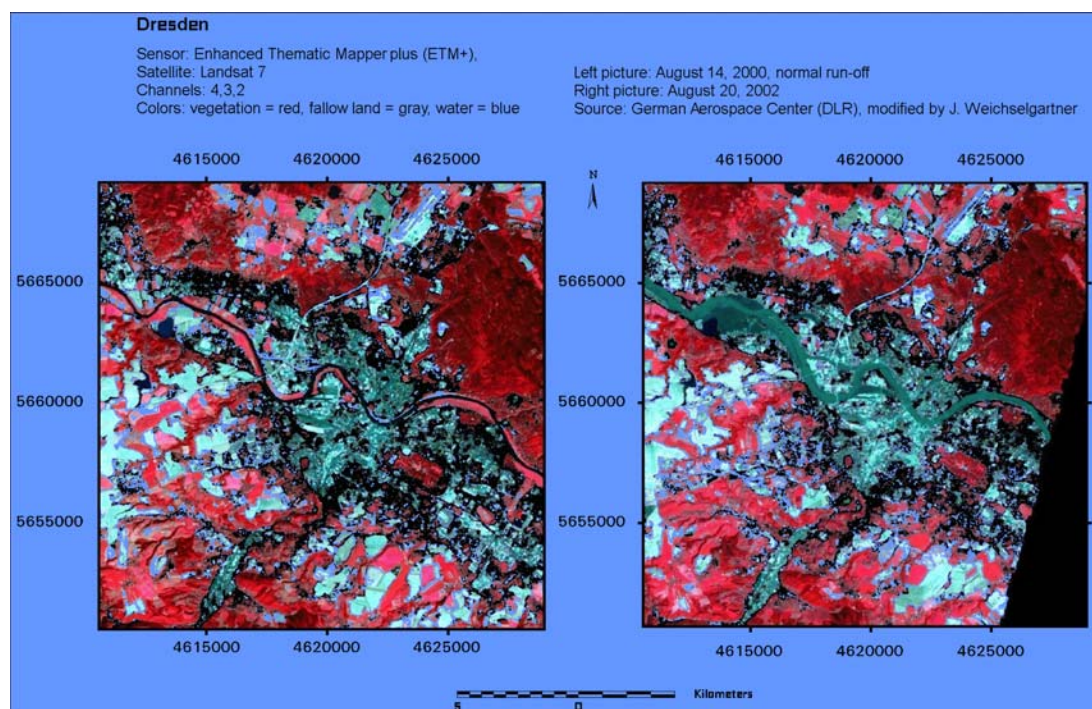 Dresden
Sensor: Enhanced Thematic Mapper plus (ETM+),
Satellite: Landsat 7
Channels: 4,3,2
Colors: vegetation = red, fallow land = gray, water = blue
Left picture: August 14, 2000, normal run-off
Right picture: August 20, 2002
Source: German Aerospace Center (DLR), modified by J. Weichselgartner
4615000 4620000 4625000
N
4615000 4620000 4625000
5665000
5665000
5660000
5660000
5655000
5655000
4615000 4620000 4625000
4615000 4620000 4625000
Kilometers
5 0